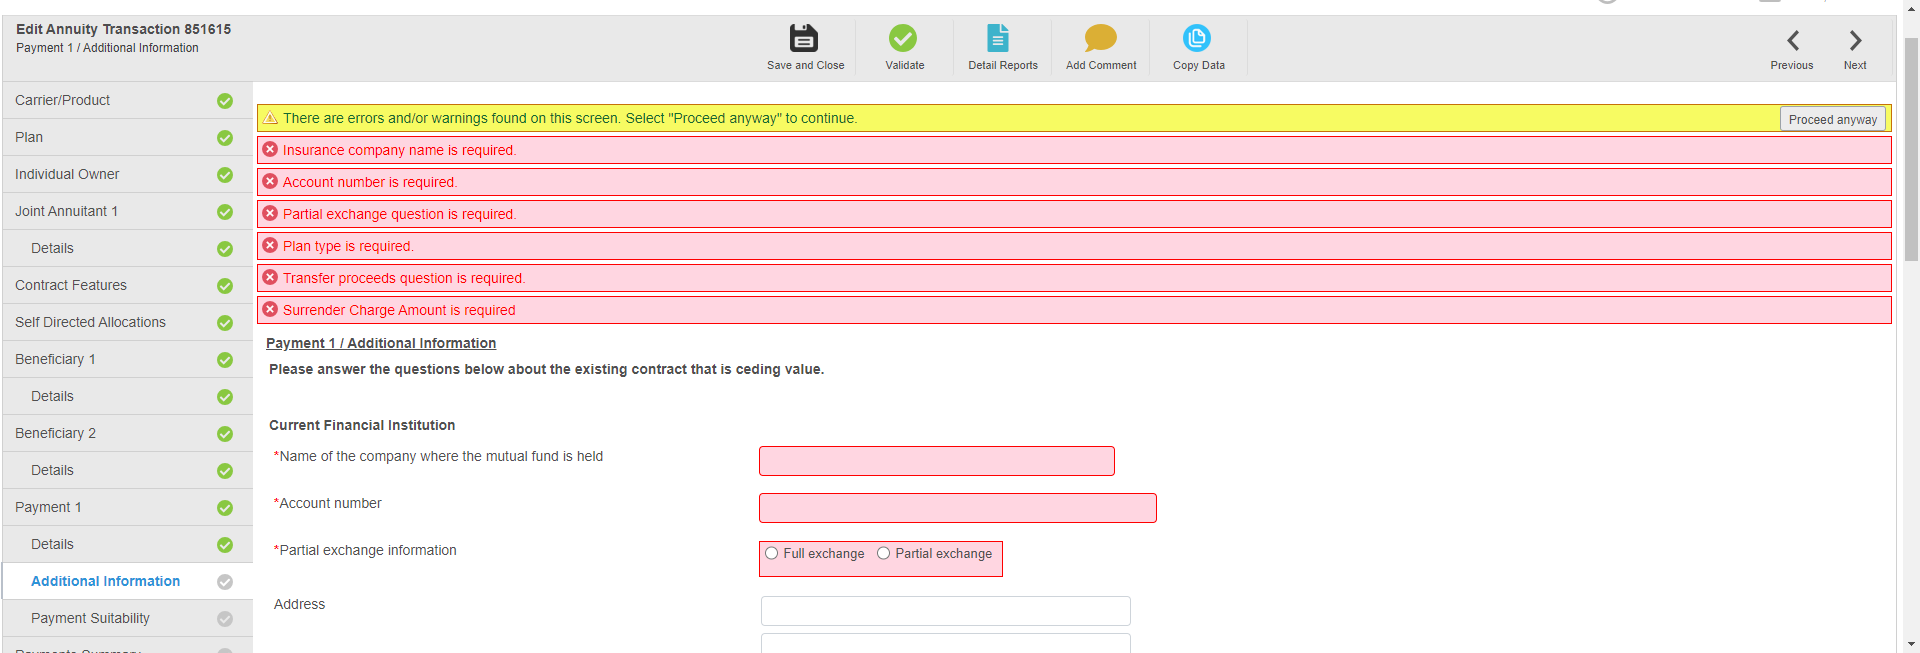 Edit Annuity Transaction 851615
Payment 1 / Additional Information
Save and Close
Validate
Detail Reports
Add Comment
Copy Data
Previous
Next
Carrier/Product
Plan
Individual Owner
Joint Annuitant 1
Details
Contract Features
Self Directed Allocations
Beneficiary 1
Details
Beneficiary 2
Details
Payment 1
Details
Additional Information
Payment Suitability
Payments Summary
There are errors and/or warnings found on this screen. Select "Proceed anyway" to continue.
Proceed anyway
Insurance company name is required.
Account number is required.
Partial exchange question is required.
Plan type is required.
Transfer proceeds question is required.
Surrender Charge Amount is required
Payment 1 / Additional Information
Please answer the questions below about the existing contract that is ceding value.
Current Financial Institution
*Name of the company where the mutual fund is held
*Account number
*Partial exchange information
Full exchange
Partial exchange
Address